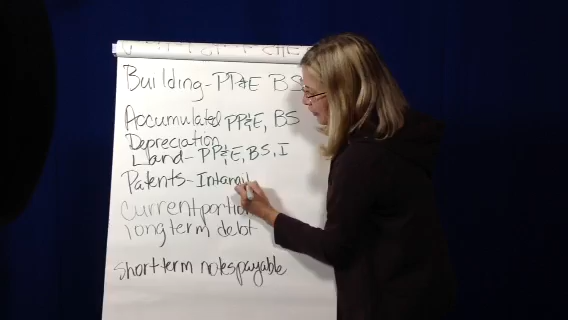 Building - PP&E BS
Accumulated PP&E, BS
Depreciation
Land - PP&E, BS, I
Patents - Intangi
current portion
long term debt
short term notes payable